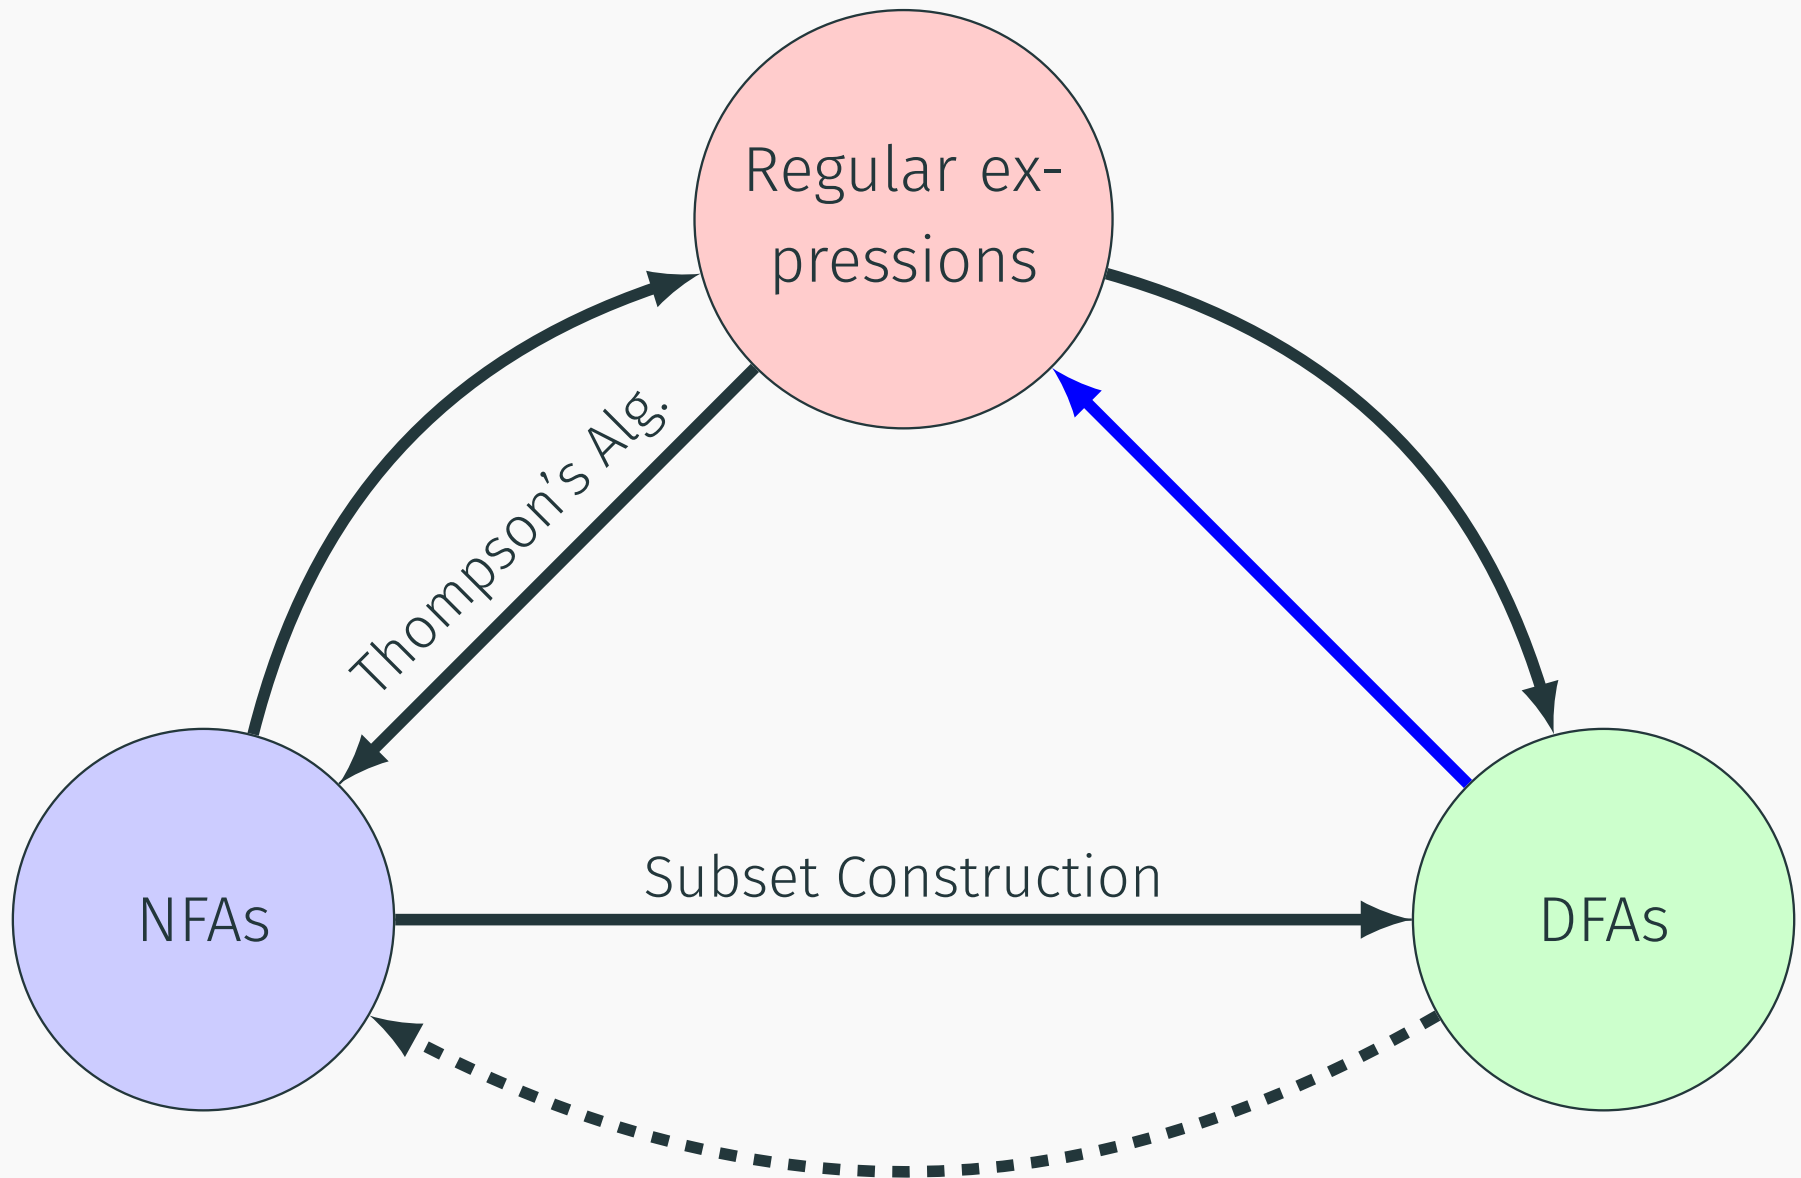 Regular ex-
pressions
Thompson's Alg.
Subset Construction
NFAs
DFAs